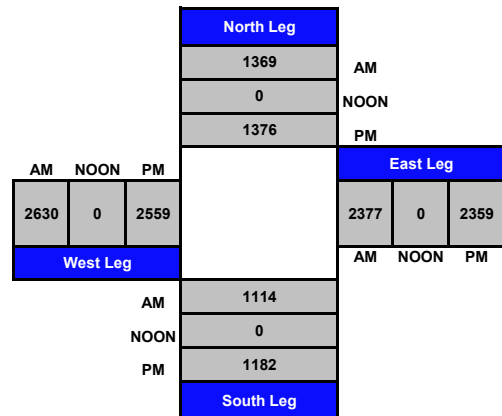 North Leg
1369
AM
0
NOON
1376
PM
East Leg
AM NOON PM
2630 0 2559
2377 0 2359
West Leg
AM NOON PM
AM
1114
NOON
0
PM
1182
South Leg